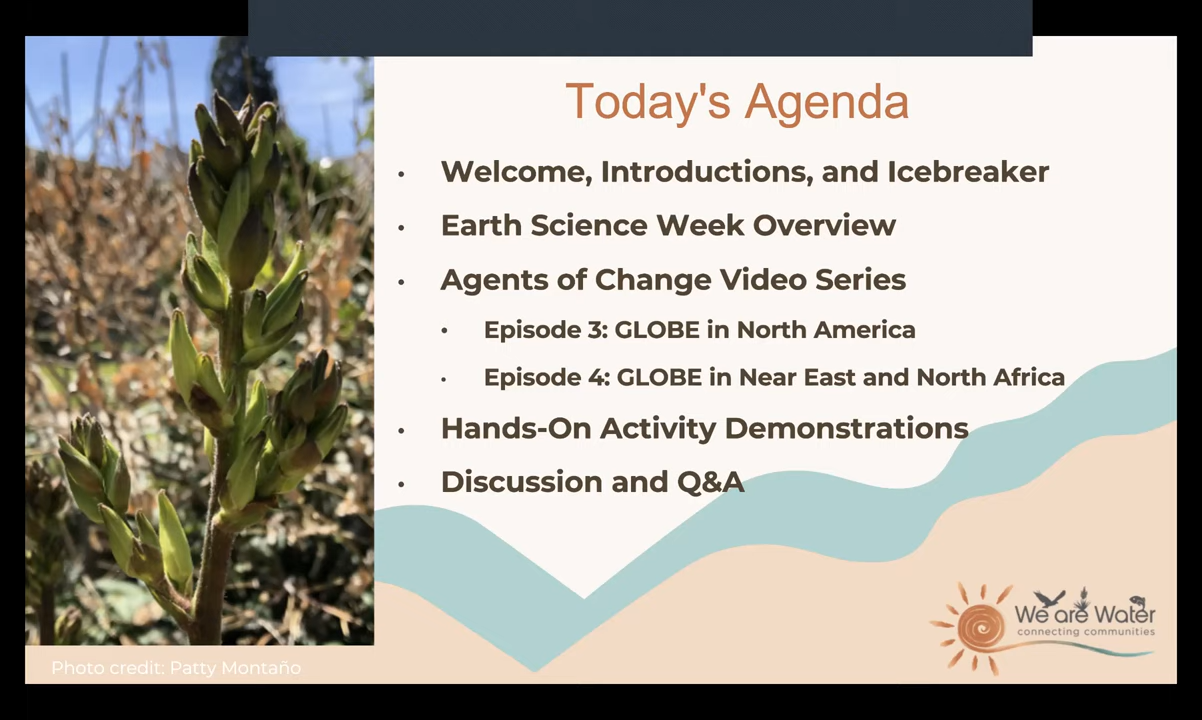 Today's Agenda
• Welcome, Introductions, and Icebreaker
• Earth Science Week Overview
• Agents of Change Video Series
• Episode 3: GLOBE in North America
• Episode 4: GLOBE in Near East and North Africa
• Hands-On Activity Demonstrations
• Discussion and Q&A
We are Water
connecting communities
Photo credit: Patty Montaño